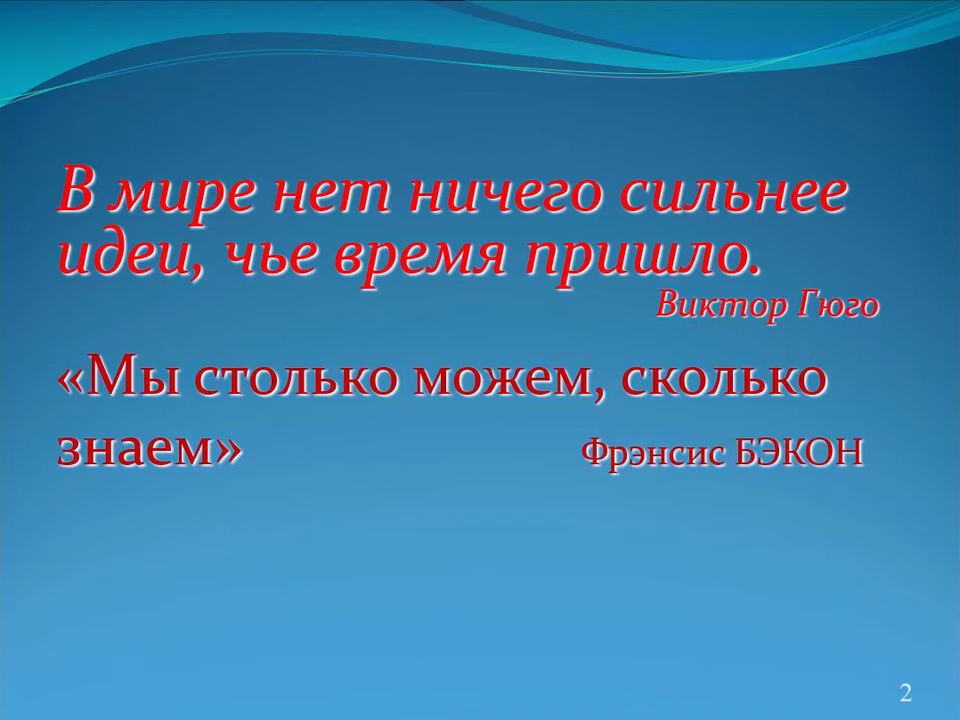 В мире нет ничего сильнее
идеи, чье время пришло.
Виктор Гюго
«Мы столько можем, сколько
знаем» Фрэнсис БЭКОН
2